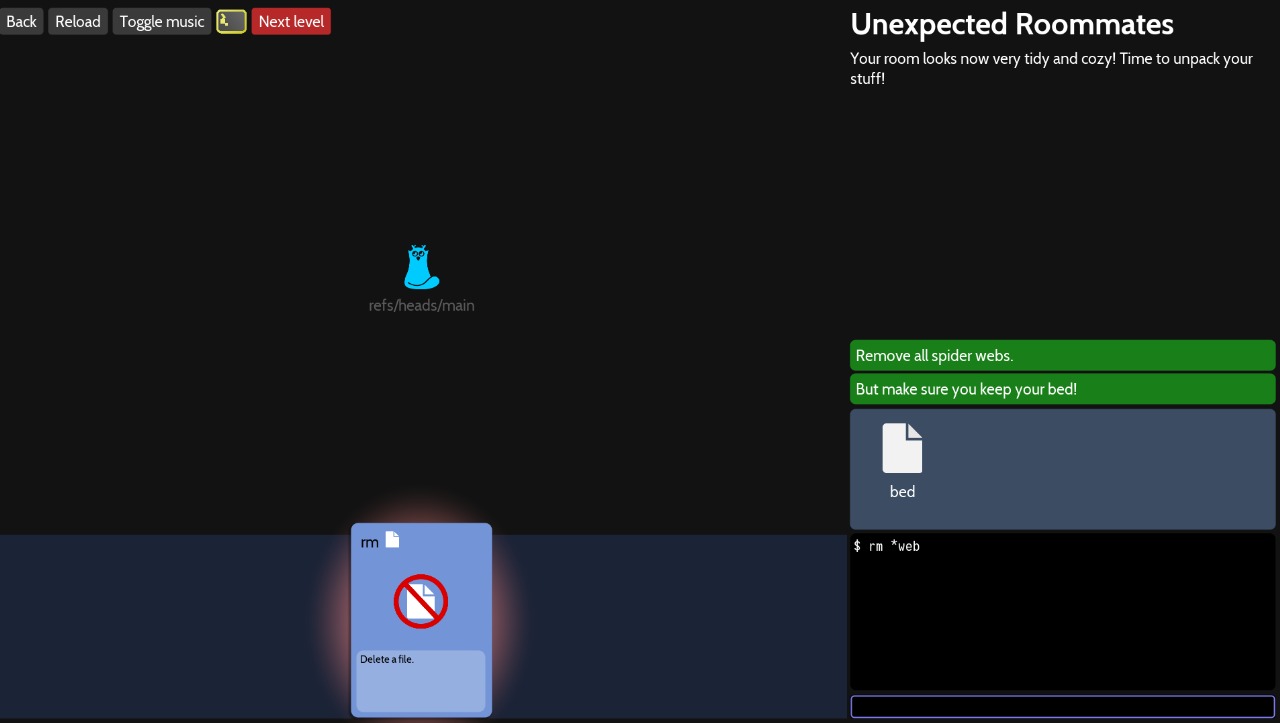 Back Reload Toggle music Next level
Unexpected Roommates
Your room looks now very tidy and cozy! Time to unpack your
stuff!
refs/heads/main
Remove all spider webs.
But make sure you keep your bed!
bed
rm
Delete a file.
$ rm *web